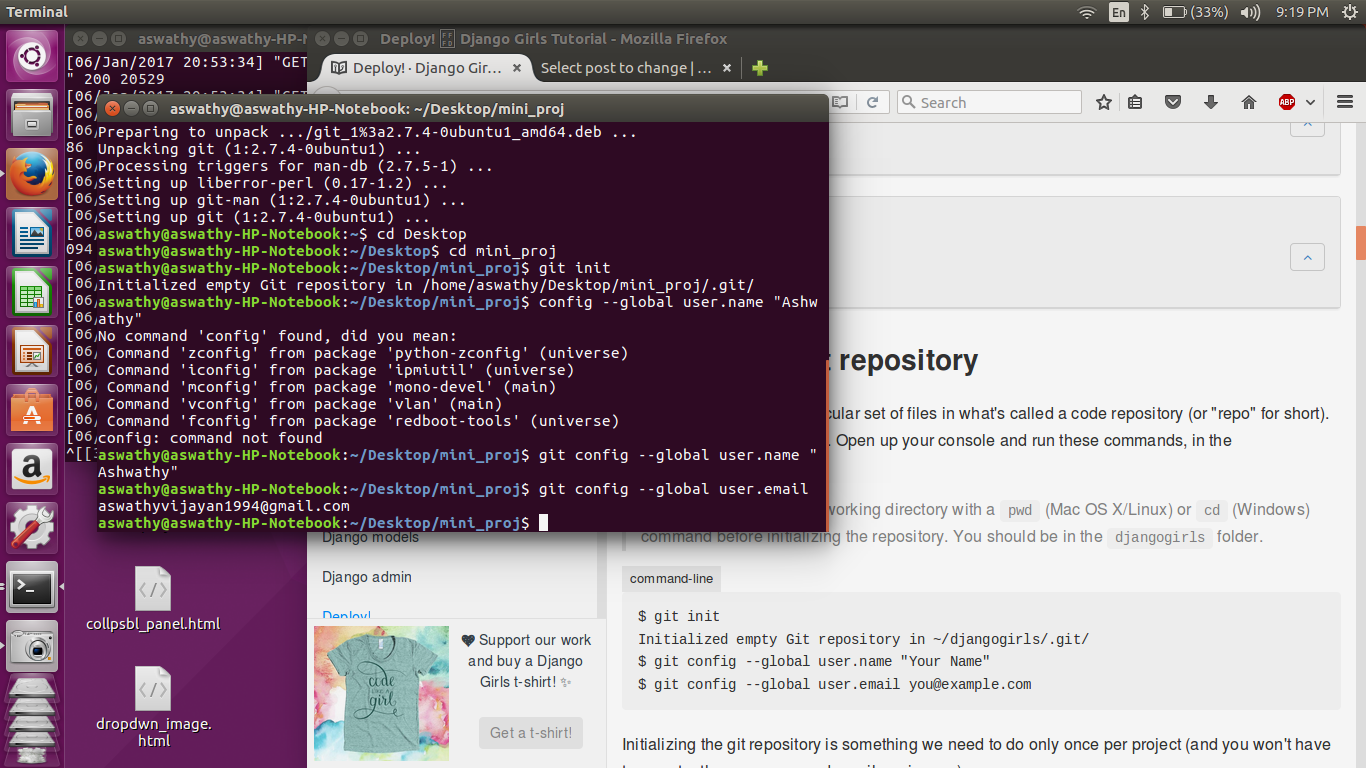 Terminal
En
(33%)
9:19 PM
aswathy@aswathy-HP-N
Deploy! Django Girls Tutorial - Mozilla Firefox
[06/Jan/2017 20:53:34] "GET
" 200 20529
Deploy! · Django Gir…
Select post to change | …
Search
ABP
aswathy@aswathy-HP-Notebook: ~/Desktop/mini_proj
Preparing to unpack .../git_1%3a2.7.4-0ubuntu1_amd64.deb ...
Unpacking git (1:2.7.4-0ubuntu1) ...
Processing triggers for man-db (2.7.5-1) ...
Setting up liberror-perl (0.17-1.2) ...
Setting up git-man (1:2.7.4-0ubuntu1) ...
Setting up git (1:2.7.4-0ubuntu1) ...
aswathy@aswathy-HP-Notebook:~$ cd Desktop
aswathy@aswathy-HP-Notebook:~/Desktop$ cd mini_proj
aswathy@aswathy-HP-Notebook:~/Desktop/mini_proj$ git init
Initialized empty Git repository in /home/aswathy/Desktop/mini_proj/.git/
aswathy@aswathy-HP-Notebook:~/Desktop/mini_proj$ config --global user.name "Ashw
athy"
No command 'config' found, did you mean:
Command 'zconfig' from package 'python-zconfig' (universe)
Command 'iconfig' from package 'ipmiutil' (universe)
Command 'mconfig' from package 'mono-devel' (main)
Command 'vconfig' from package 'vlan' (main)
Command 'fconfig' from package 'redboot-tools' (universe)
config: command not found
aswathy@aswathy-HP-Notebook:~/Desktop/mini_proj$ git config --global user.name "
Ashwathy"
aswathy@aswathy-HP-Notebook:~/Desktop/mini_proj$ git config --global user.email
aswathyvijayan1994@gmail.com
aswathy@aswathy-HP-Notebook:~/Desktop/mini_proj$
repository
cular set of files in what's called a code repository (or "repo" for short).
. Open up your console and run these commands, in the
working directory with a pwd (Mac OS X/Linux) or cd (Windows)
command before initializing the repository. You should be in the djangogirls folder.
command-line
$ git init
Initialized empty Git repository in ~/djangogirls/.git/
$ git config --global user.name "Your Name"
$ git config --global user.email you@example.com
Initializing the git repository is something we need to do only once per project (and you won't have
Django models
Django admin
Deploy!
Support our work
and buy a Django
Girls t-shirt!
Get a t-shirt!
code
like a
girl
collpsbl_panel.html
dropdwn_image.
html